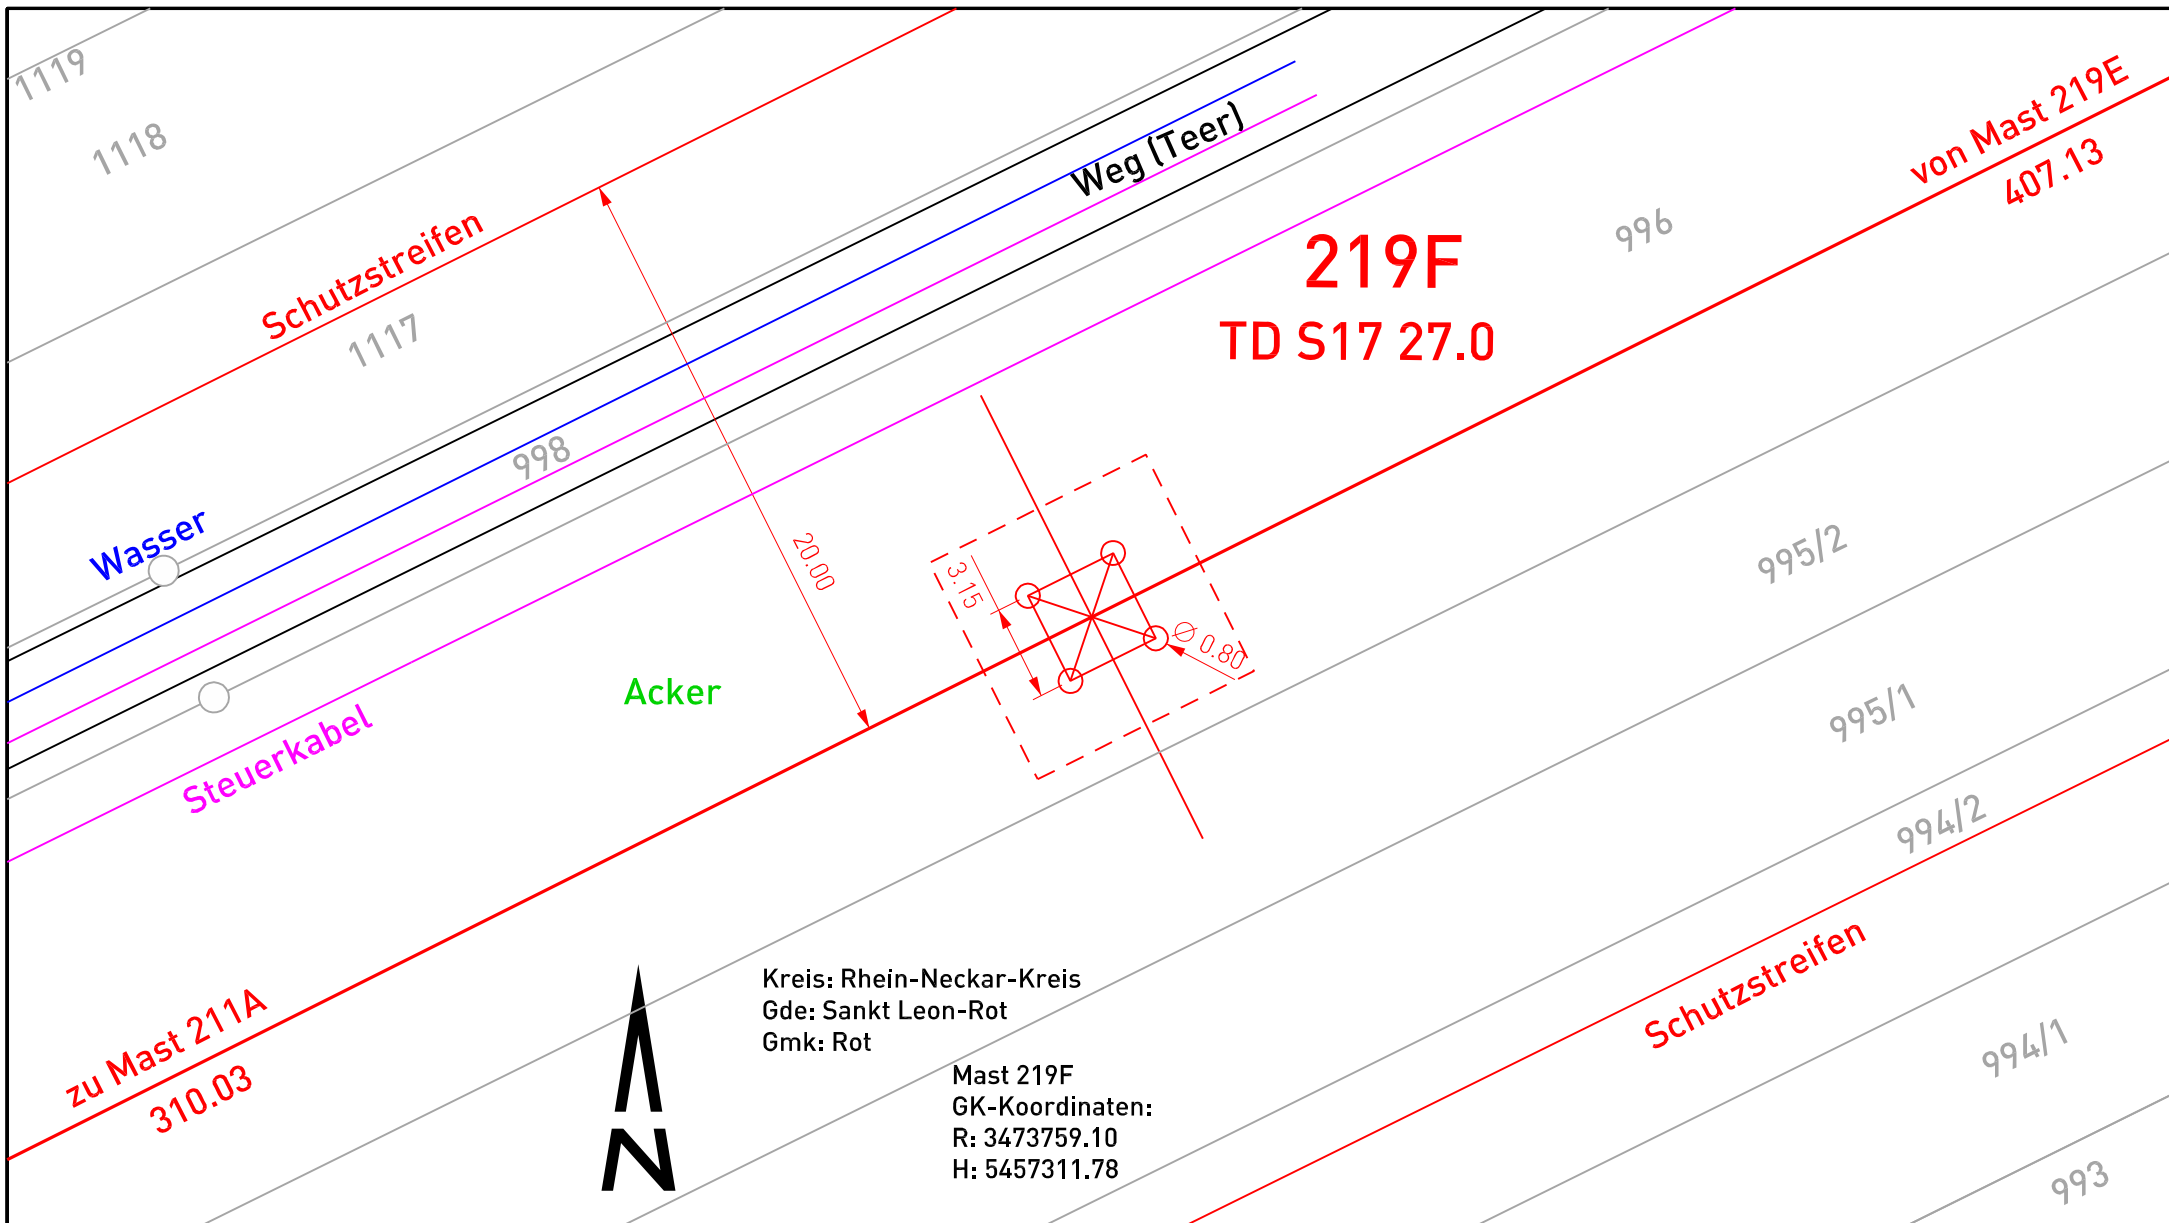 1119
1118
Schutzstreifen
1117
998
Wasser
Steuerkabel
Weg (Teer)
219F
TD S17 27.0
von Mast 219E
407.13
996
20.00
3.15
Ø 0.80
Acker
995/2
995/1
994/2
Schutzstreifen
994/1
993
zu Mast 211A
310.03
Kreis: Rhein-Neckar-Kreis
Gde: Sankt Leon-Rot
Gmk: Rot
Mast 219F
GK-Koordinaten:
R: 3473759.10
H: 5457311.78
N